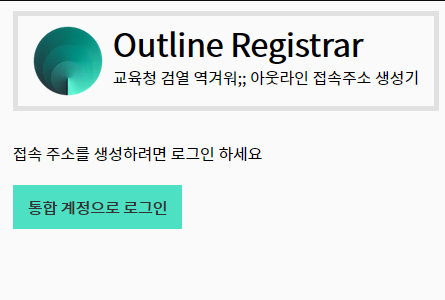 Outline Registrar
교육청 검열 역겨워;; 아웃라인 접속주소 생성기
접속 주소를 생성하려면 로그인 하세요
통합 계정으로 로그인